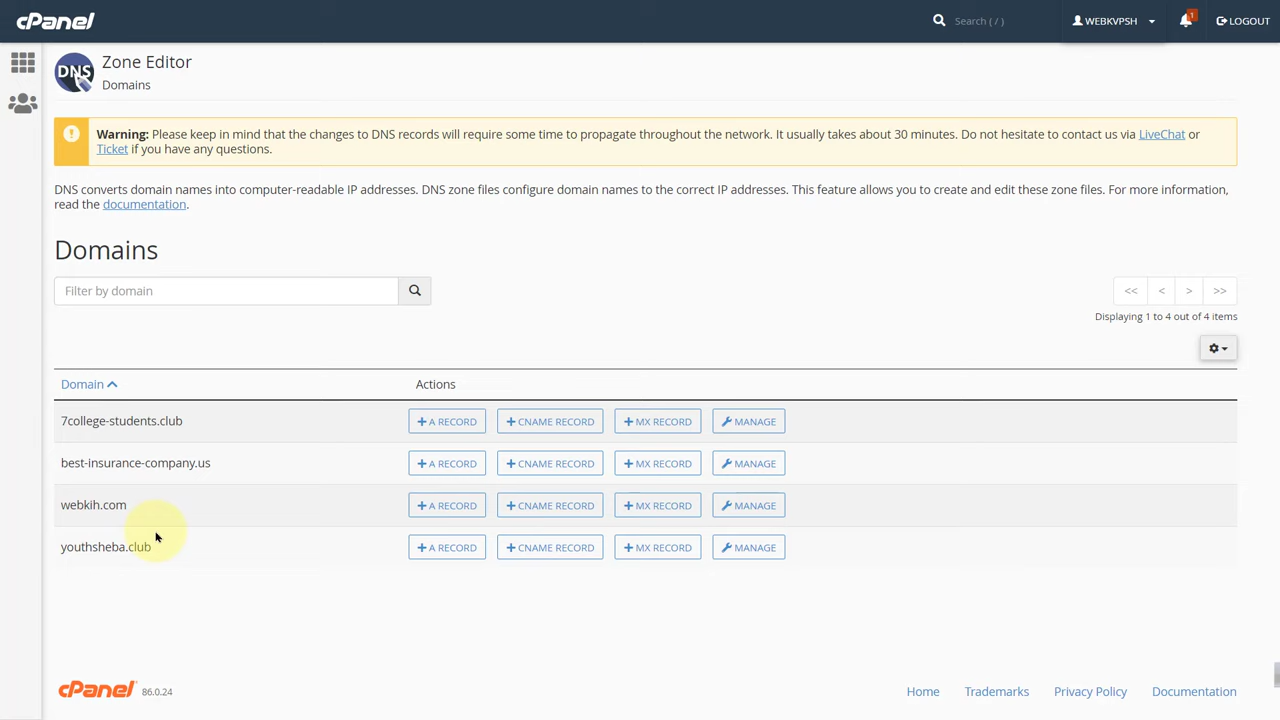 cPanel
Search ( / )
WEBKVPSH
1
LOGOUT
DNS
Zone Editor
Domains
Warning: Please keep in mind that the changes to DNS records will require some time to propagate throughout the network. It usually takes about 30 minutes. Do not hesitate to contact us via LiveChat or
Ticket if you have any questions.
DNS converts domain names into computer-readable IP addresses. DNS zone files configure domain names to the correct IP addresses. This feature allows you to create and edit these zone files. For more information,
read the documentation.
Domains
Filter by domain
<< < > >>
Displaying 1 to 4 out of 4 items
Domain Actions
7college-students.club + A RECORD + CNAME RECORD + MX RECORD MANAGE
best-insurance-company.us + A RECORD + CNAME RECORD + MX RECORD MANAGE
webkih.com + A RECORD + CNAME RECORD + MX RECORD MANAGE
youthsheba.club + A RECORD + CNAME RECORD + MX RECORD MANAGE
cPanel 86.0.24
Home Trademarks Privacy Policy Documentation